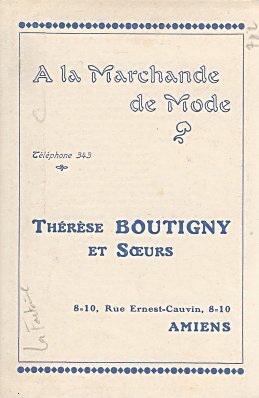 A la Marchande
de Mode
Téléphone 343
THÉRÈSE BOUTIGNY
ET SŒURS
8-10, Rue Ernest-Cauvin, 8-10
AMIENS